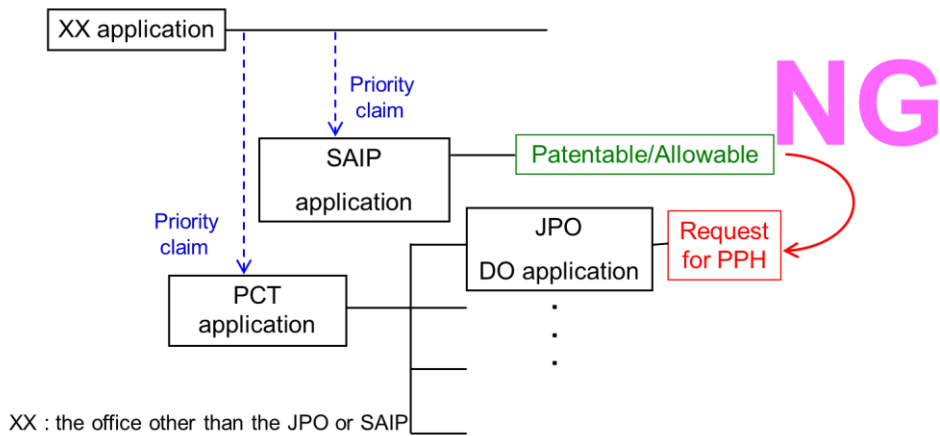 XX application
NG
Priority
claim
SAIP
application
Patentable/Allowable
Priority
claim
JPO
DO application
Request
for PPH
PCT
application
XX : the office other than the JPO or SAIP